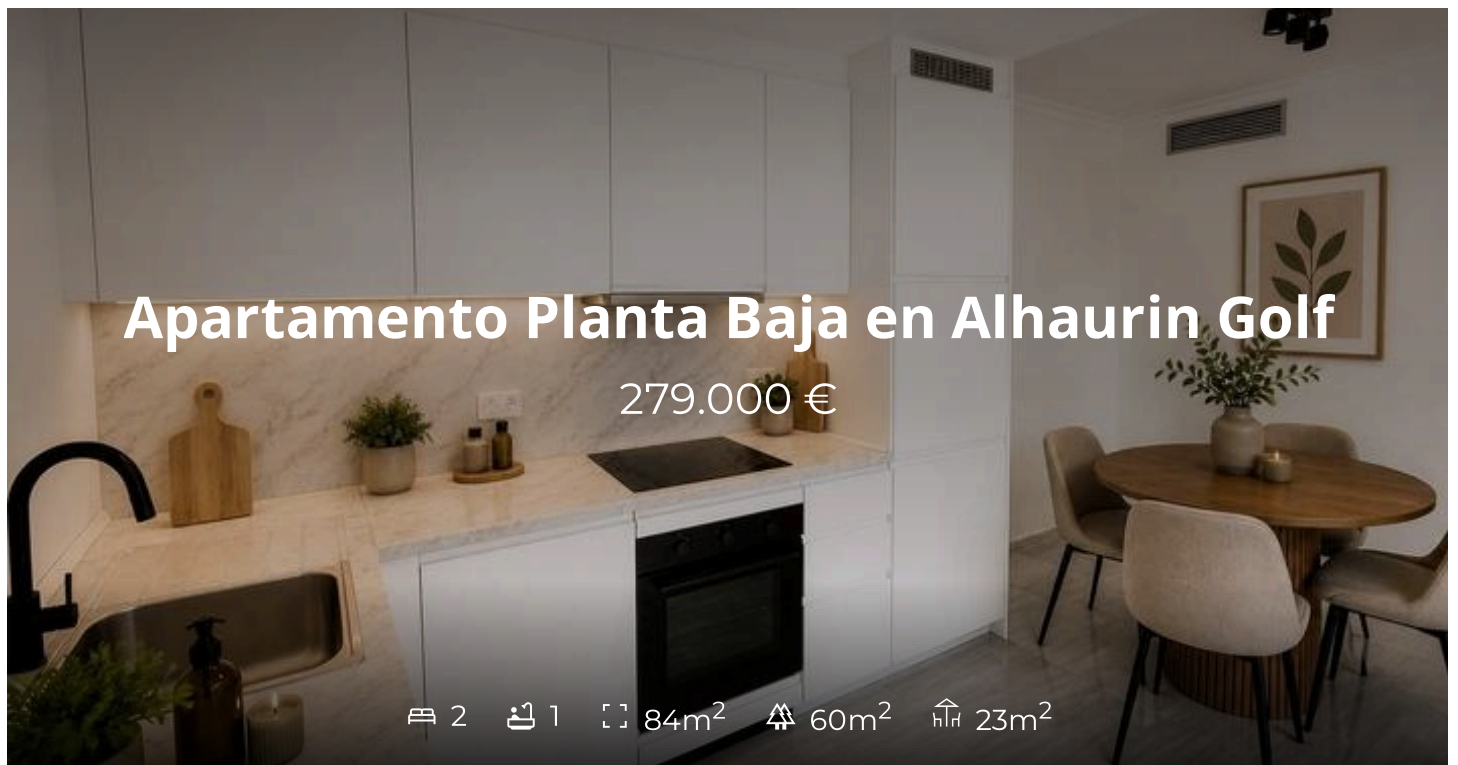 Apartamento Planta Baja en Alhaurin Golf
279.000 €
2 1 84m² 60m² 23m²